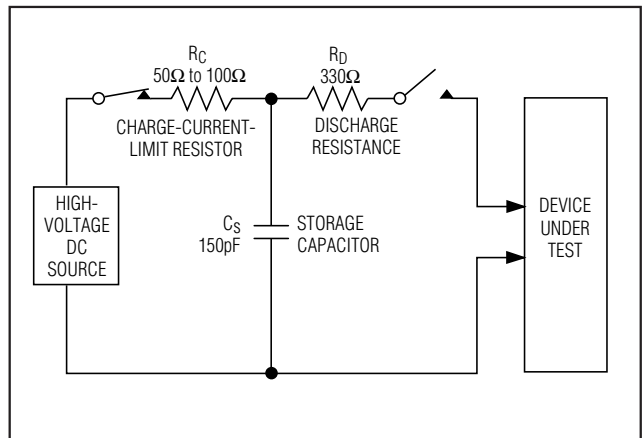 R_C
50Ω to 100Ω
CHARGE-CURRENT-
LIMIT RESISTOR
R_D
330Ω
DISCHARGE
RESISTANCE
HIGH-
VOLTAGE
DC
SOURCE
C_S
150pF
STORAGE
CAPACITOR
DEVICE
UNDER
TEST